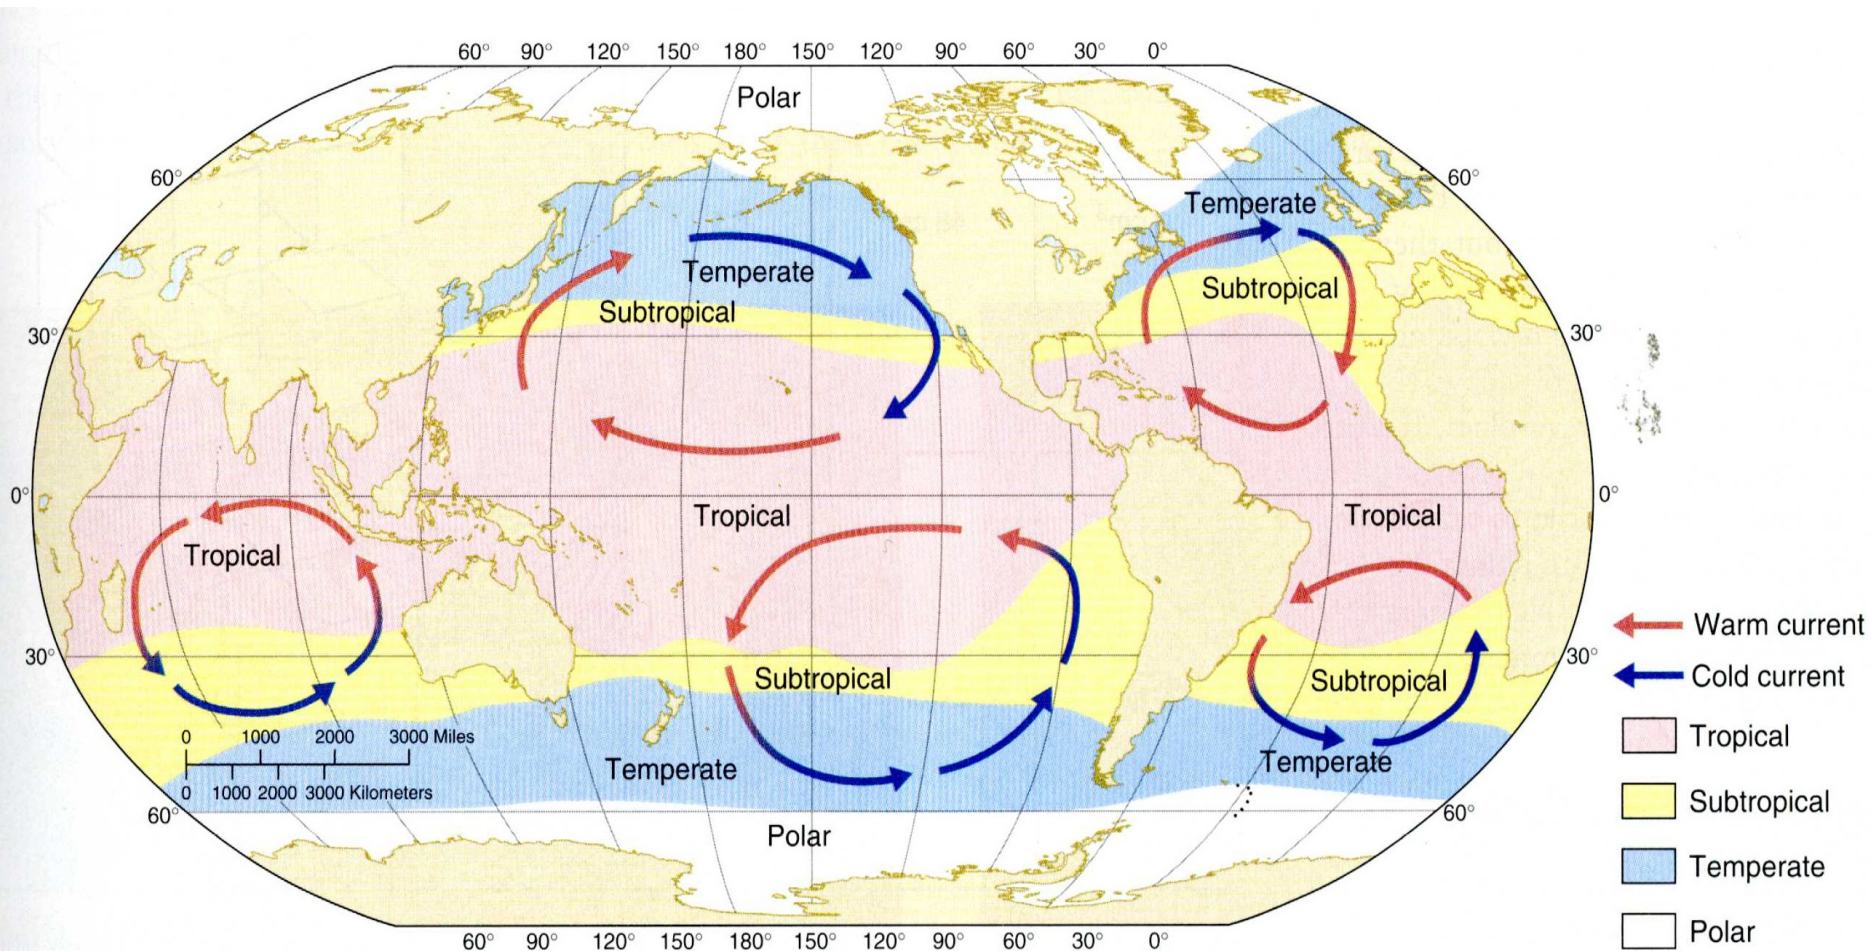 60° 90° 120° 150° 180° 150° 120° 90° 60° 30° 0°
Polar
60° 60°
Temperate
Temperate
Subtropical
Subtropical
30° 30°
0° 0°
Tropical
Tropical
Tropical
30° 30°
Subtropical
Subtropical
0 1000 2000 3000 Miles
0 1000 2000 3000 Kilometers
Temperate
Temperate
60° 60°
Polar
60° 90° 120° 150° 180° 150° 120° 90° 60° 30° 0°
Warm current
Cold current
Tropical
Subtropical
Temperate
Polar